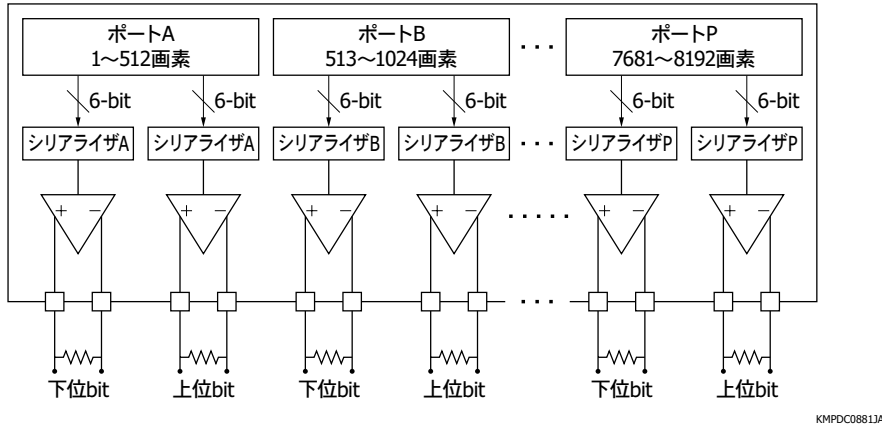 ポートA
1～512画素
ポートB
513～1024画素
ポートP
7681～8192画素
6-bit
6-bit
6-bit
6-bit
6-bit
6-bit
シリアライザA
シリアライザA
シリアライザB
シリアライザB
シリアライザP
シリアライザP
+ −
+ −
+ −
+ −
+ −
+ −
下位bit
上位bit
下位bit
上位bit
下位bit
上位bit
KMPDC0881JA